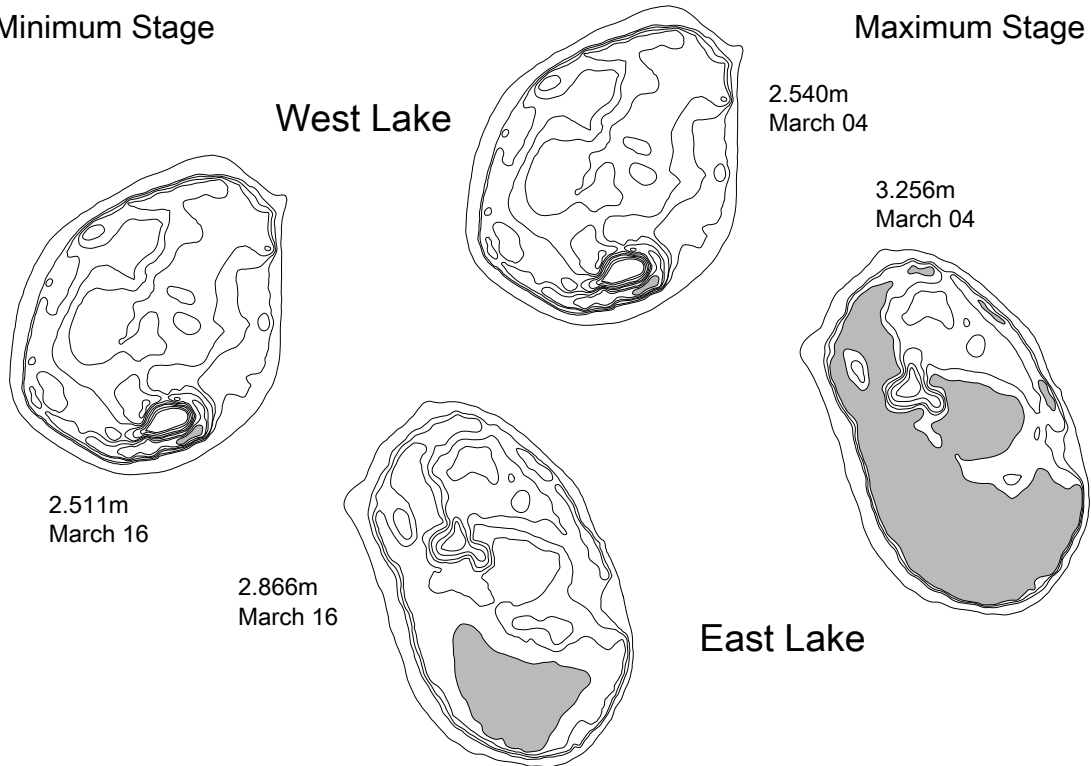 Minimum Stage
Maximum Stage
West Lake
2.540m
March 04
3.256m
March 04
2.511m
March 16
2.866m
March 16
East Lake